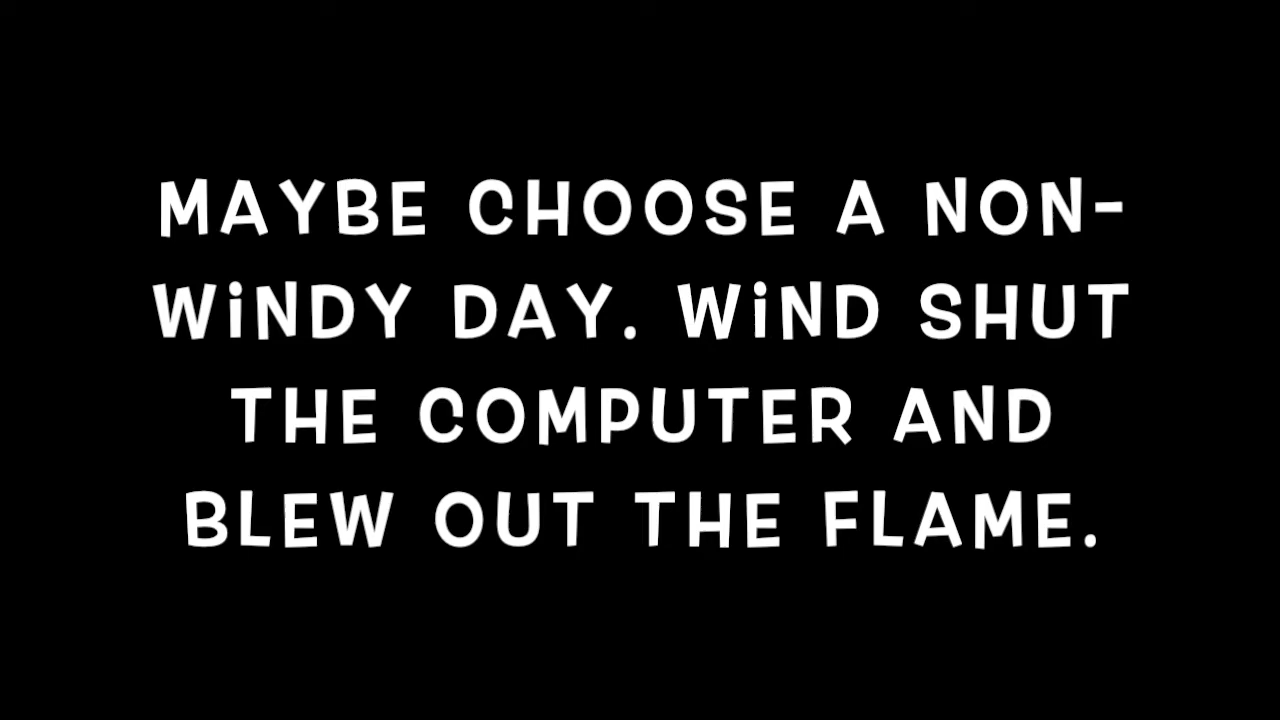 MAYBE CHOOSE A NON-
WiNDY DAY. WiND SHUT
THE COMPUTER AND
BLEW OUT THE FLAME.